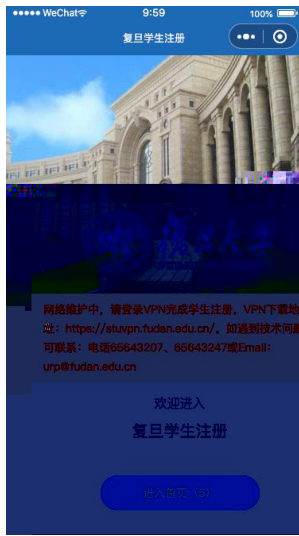 ●●●●● WeChat 9:59 100%
复旦学生注册
网络维护中，请登录VPN完成学生注册，VPN下载地
址：https://stuvpn.fudan.edu.cn/，如遇到技术问
可联系：电话65643207、65643247或Email：
urp@fudan.edu.cn
欢迎进入
复旦学生注册
进入首页（5）